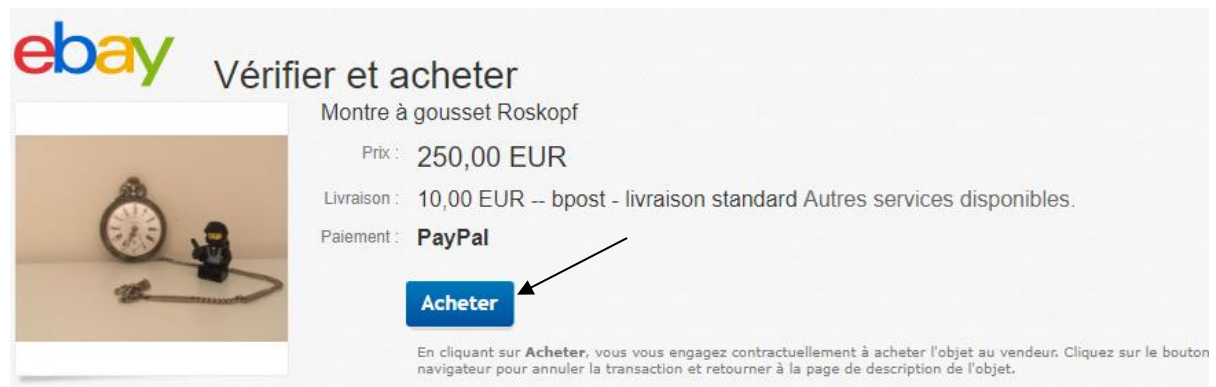 ebay
Vérifier et acheter
Montre à gousset Roskopf
Prix : 250,00 EUR
Livraison : 10,00 EUR -- bpost - livraison standard Autres services disponibles.
Paiement : PayPal
Acheter
En cliquant sur Acheter, vous vous engagez contractuellement à acheter l'objet au vendeur. Cliquez sur le bouton
navigateur pour annuler la transaction et retourner à la page de description de l'objet.